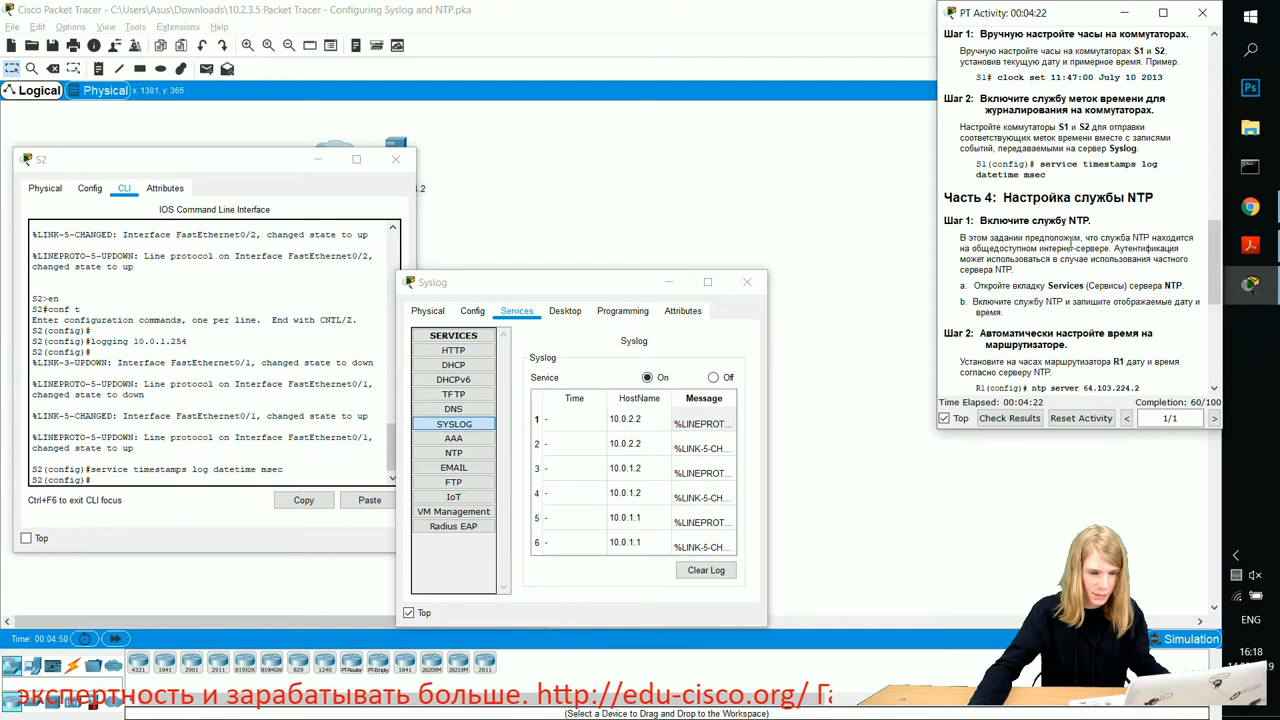 Cisco Packet Tracer - C:\Users\Asus\Downloads\10.2.3.5 Packet Tracer - Configuring Syslog and NTP.pka
File Edit Options View Tools Extensions Help
Logical Physical x: 1381, y: 365
S2
Physical Config CLI Attributes
IOS Command Line Interface
%LINK-5-CHANGED: Interface FastEthernet0/2, changed state to up
%LINEPROTO-5-UPDOWN: Line protocol on Interface FastEthernet0/2,
changed state to up
S2>en
S2#conf t
Enter configuration commands, one per line. End with CNTL/Z.
S2(config)#
S2(config)#logging 10.0.1.254
S2(config)#
%LINK-3-UPDOWN: Interface FastEthernet0/1, changed state to down
%LINEPROTO-5-UPDOWN: Line protocol on Interface FastEthernet0/1,
changed state to down
%LINK-5-CHANGED: Interface FastEthernet0/1, changed state to up
%LINEPROTO-5-UPDOWN: Line protocol on Interface FastEthernet0/1,
changed state to up
S2(config)#service timestamps log datetime msec
S2(config)#
Ctrl+F6 to exit CLI focus Copy Paste
Top
4.2
Syslog
Physical Config Services Desktop Programming Attributes
SERVICES
HTTP
DHCP
DHCPv6
TFTP
DNS
SYSLOG
AAA
NTP
EMAIL
FTP
IoT
VM Management
Radius EAP
Syslog
Syslog
Service On Off
Time HostName Message
1 - 10.0.2.2 %LINEPROT...
2 - 10.0.2.2 %LINK-5-CH...
3 - 10.0.1.2 %LINEPROT...
4 - 10.0.1.2 %LINK-5-CH...
5 - 10.0.1.1 %LINEPROT...
6 - 10.0.1.1 %LINK-5-CH...
Clear Log
Top
PT Activity: 00:04:22
Шаг 1: Вручную настройте часы на коммутаторах.
Вручную настройте часы на коммутаторах S1 и S2,
установив текущую дату и примерное время. Пример.
S1# clock set 11:47:00 July 10 2013
Шаг 2: Включите службу меток времени для
журналирования на коммутаторах.
Настройте коммутаторы S1 и S2 для отправки
соответствующих меток времени вместе с записями
событий, передаваемыми на сервер Syslog.
S1(config)# service timestamps log
datetime msec
Часть 4: Настройка службы NTP
Шаг 1: Включите службу NTP.
В этом задании предположим, что служба NTP находится
на общедоступном интернет-сервере. Аутентификация
может использоваться в случае использования частного
сервера NTP.
a. Откройте вкладку Services (Сервисы) сервера NTP.
b. Включите службу NTP и запишите отображаемые дату и
время.
Шаг 2: Автоматически настройте время на
маршрутизаторе.
Установите на часах маршрутизатора R1 дату и время
согласно серверу NTP.
R1(config)# ntp server 64.103.224.2
Time Elapsed: 00:04:22 Completion: 60/100
Top Check Results Reset Activity < 1/1 >
Time: 00:04:50 Simulation
4321 1941 2901 2911 819IOX 819HGW 829 1240 PT-Router PT-Empty 1841 2620XM 2621XM 2811
экспертность и зарабатывать больше. http://edu-cisco.org/ Га
(Select a Device to Drag and Drop to the Workspace)
Ps
ENG
16:18